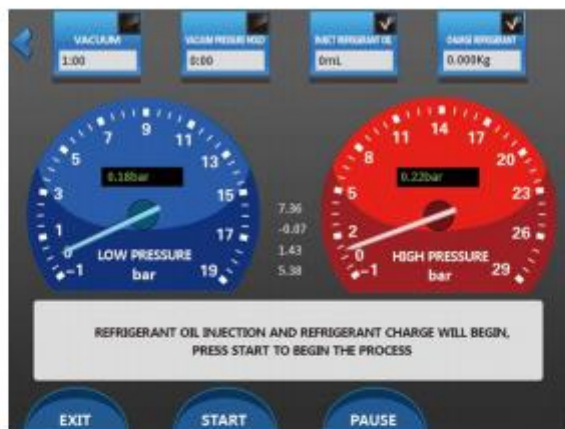 VACUUM
VACUUM PRESSURE HOLD
INJECT REFRIGERANT OIL
CHARGE REFRIGERANT
1:00
0:00
0mL
0.000Kg
-1 0 1 3 5 7 9 11 13 15 17 19
0.18bar
LOW PRESSURE
bar
7.36
-0.07
1.43
5.38
-1 0 2 5 8 11 14 17 20 23 26 29
0.22bar
HIGH PRESSURE
bar
REFRIGERANT OIL INJECTION AND REFRIGERANT CHARGE WILL BEGIN,
PRESS START TO BEGIN THE PROCESS
EXIT
START
PAUSE